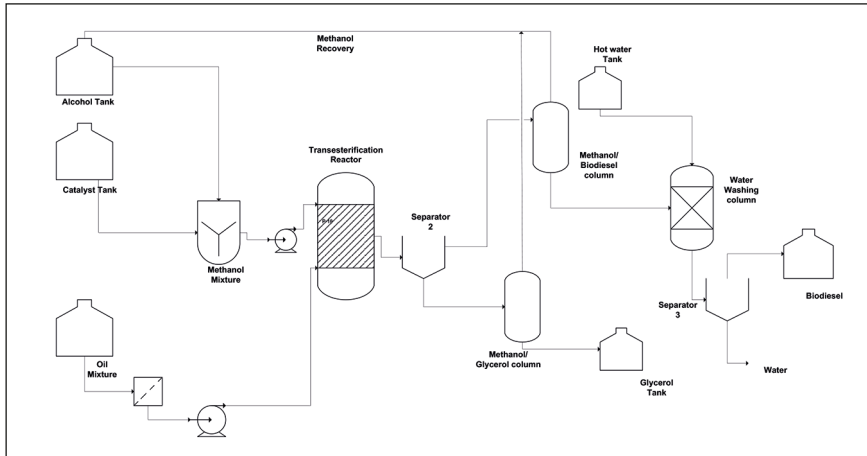 Methanol
Recovery
Alcohol Tank
Hot water
Tank
Catalyst Tank
Transesterification
Reactor
Methanol/
Biodiesel
column
Water
Washing
column
Separator
2
Methanol
Mixture
Separator
3
Biodiesel
Oil
Mixture
Methanol/
Glycerol column
Glycerol
Tank
Water